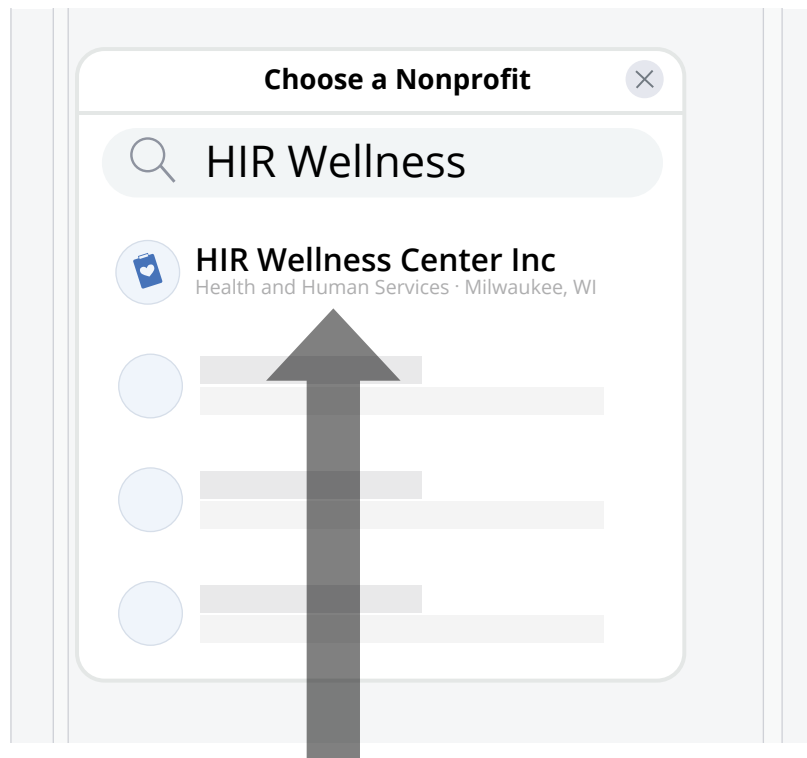 Choose a Nonprofit
HIR Wellness
HIR Wellness Center Inc
Health and Human Services · Milwaukee, WI